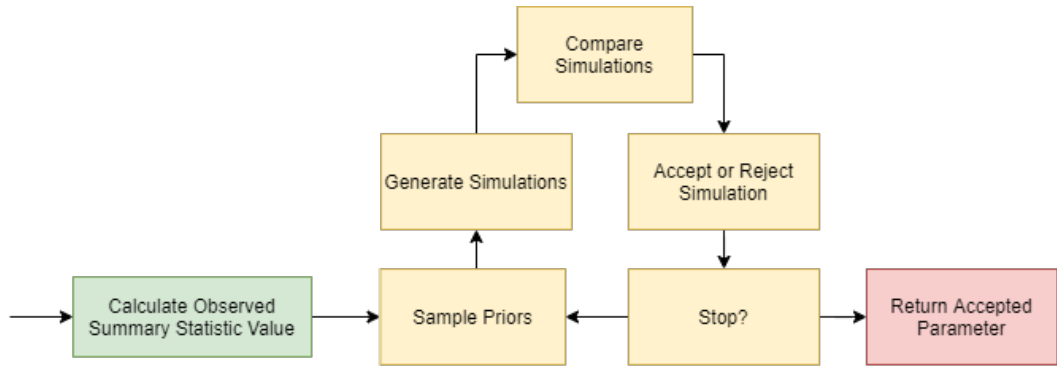 Compare
Simulations
Generate Simulations
Accept or Reject
Simulation
Calculate Observed
Summary Statistic Value
Sample Priors
Stop?
Return Accepted
Parameter